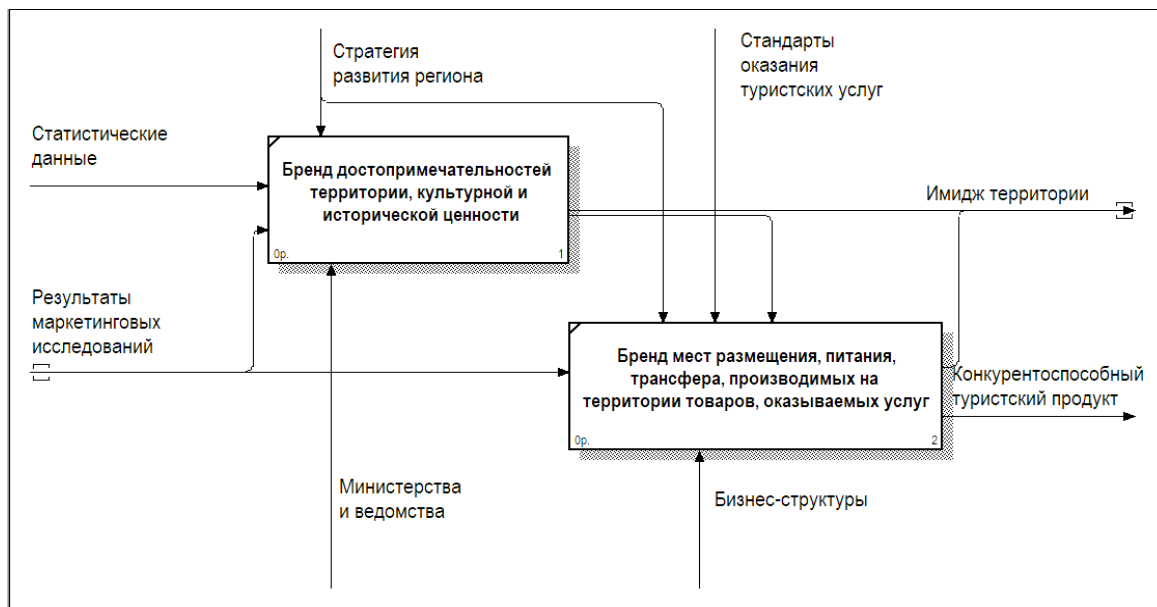 Стратегия
развития региона
Стандарты
оказания
туристских услуг
Статистические
данные
Бренд достопримечательностей
территории, культурной и
исторической ценности
0р.
1
Имидж территории
Результаты
маркетинговых
исследований
Бренд мест размещения, питания,
трансфера, производимых на
территории товаров, оказываемых услуг
0р.
2
Конкурентоспособный
туристский продукт
Министерства
и ведомства
Бизнес-структуры